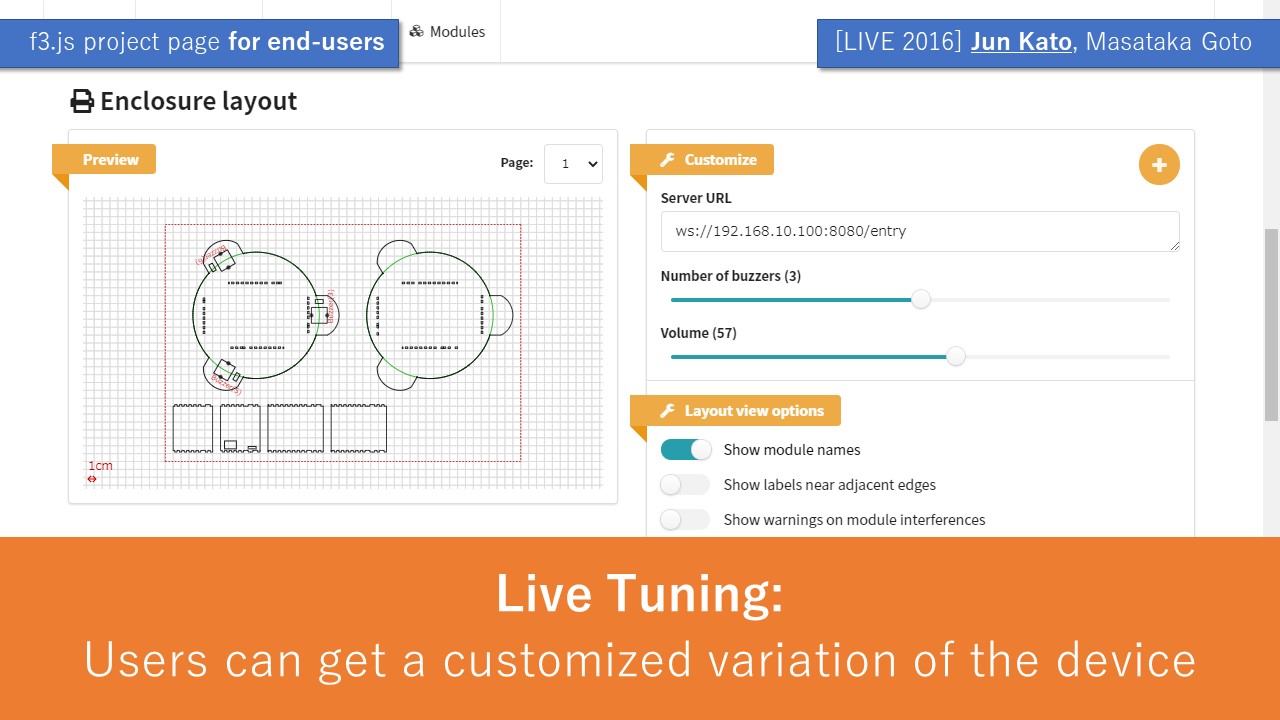 f3.js project page for end-users
Modules
[LIVE 2016] Jun Kato, Masataka Goto
Enclosure layout
Preview
Page:
1
1cm
Customize
Server URL
ws://192.168.10.100:8080/entry
Number of buzzers (3)
Volume (57)
Layout view options
Show module names
Show labels near adjacent edges
Show warnings on module interferences
Live Tuning:
Users can get a customized variation of the device